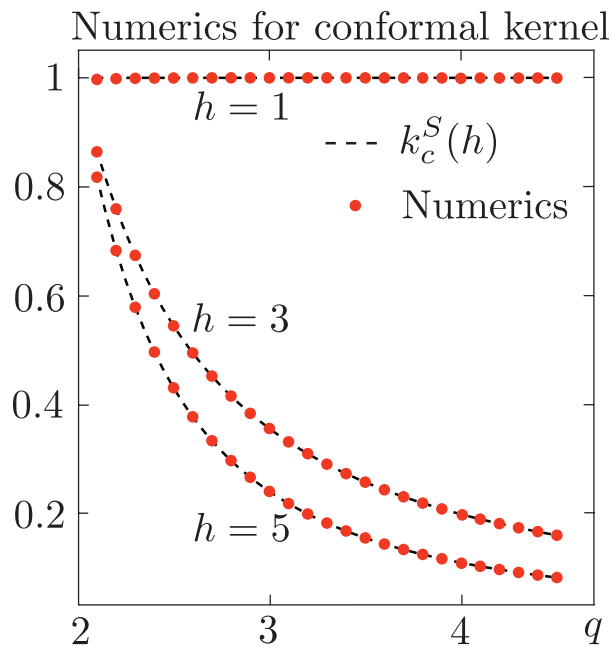 Numerics for conformal kernel
1
h = 1
k_c^S(h)
0.8
Numerics
0.6
h = 3
0.4
0.2
h = 5
2 3 4 q